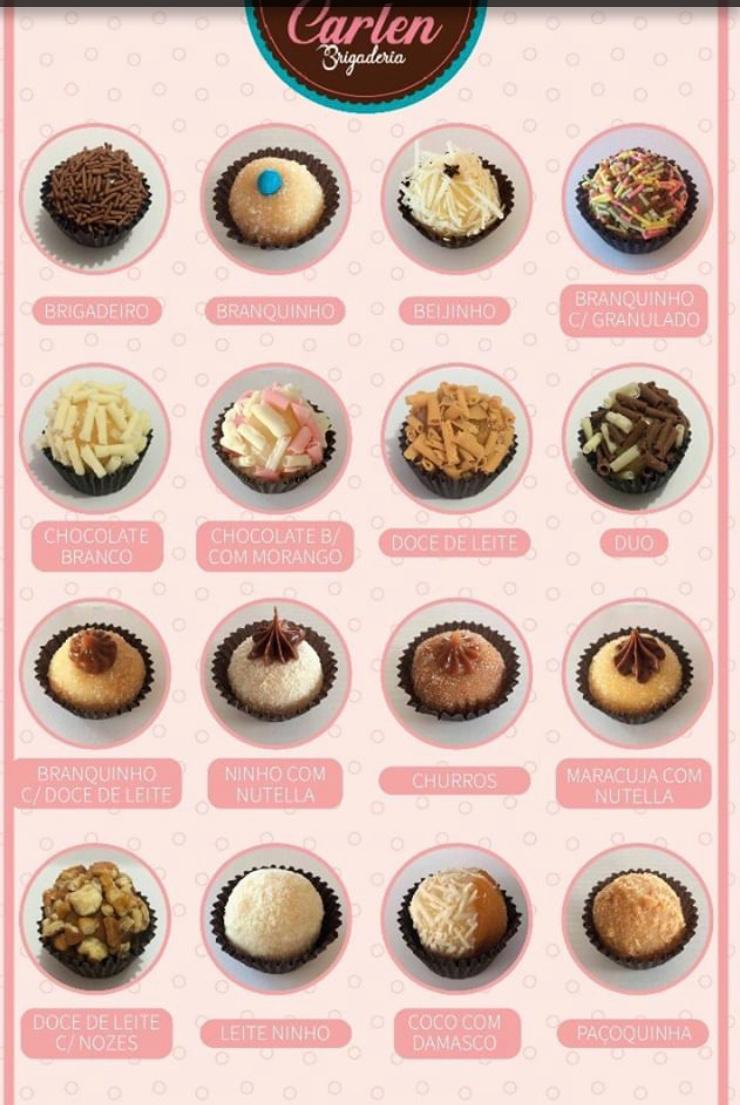 Carlen
Brigaderia
BRIGADEIRO
BRANQUINHO
BEIJINHO
BRANQUINHO
C/ GRANULADO
CHOCOLATE
BRANCO
CHOCOLATE B/
COM MORANGO
DOCE DE LEITE
DUO
BRANQUINHO
C/ DOCE DE LEITE
NINHO COM
NUTELLA
CHURROS
MARACUJA COM
NUTELLA
DOCE DE LEITE
C/ NOZES
LEITE NINHO
COCO COM
DAMASCO
PAÇOQUINHA